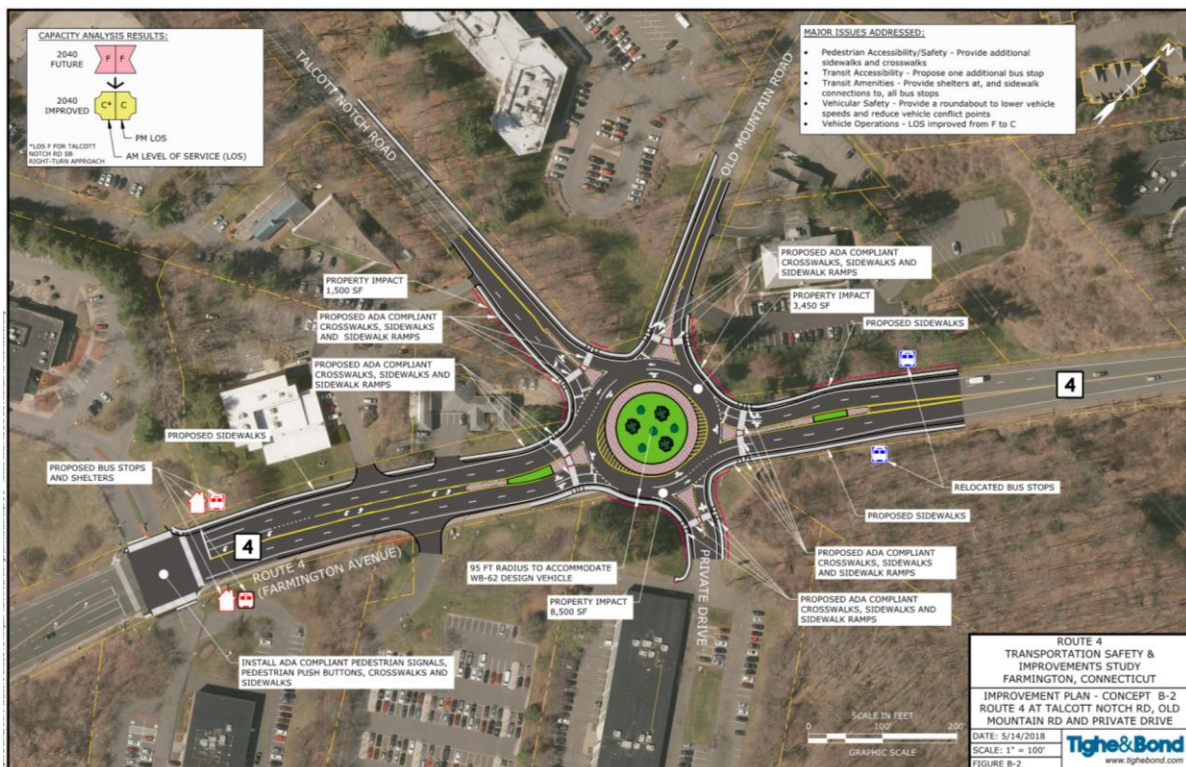 CAPACITY ANALYSIS RESULTS:
2040
FUTURE
F F
2040
IMPROVED
C* C
PM LOS
AM LEVEL OF SERVICE (LOS)
*LOS F FOR TALCOTT
NOTCH RD SB
RIGHT-TURN APPROACH
MAJOR ISSUES ADDRESSED:
• Pedestrian Accessibility/Safety - Provide additional
sidewalks and crosswalks
• Transit Accessibility - Propose one additional bus stop
• Transit Amenities - Provide shelters at, and sidewalk
connections to, all bus stops
• Vehicular Safety - Provide a roundabout to lower vehicle
speeds and reduce vehicle conflict points
• Vehicle Operations - LOS improved from F to C
N
TALCOTT NOTCH ROAD
OLD MOUNTAIN ROAD
PROPERTY IMPACT
1,500 SF
PROPOSED ADA COMPLIANT
CROSSWALKS, SIDEWALKS
AND SIDEWALK RAMPS
PROPOSED ADA COMPLIANT
CROSSWALKS, SIDEWALKS AND
SIDEWALK RAMPS
PROPOSED ADA COMPLIANT
CROSSWALKS, SIDEWALKS AND
SIDEWALK RAMPS
PROPERTY IMPACT
3,450 SF
PROPOSED SIDEWALKS
4
PROPOSED SIDEWALKS
PROPOSED BUS STOPS
AND SHELTERS
4
ROUTE 4
(FARMINGTON AVENUE)
RELOCATED BUS STOPS
PROPOSED SIDEWALKS
95 FT RADIUS TO ACCOMMODATE
WB-62 DESIGN VEHICLE
PROPERTY IMPACT
8,500 SF
PRIVATE DRIVE
PROPOSED ADA COMPLIANT
CROSSWALKS, SIDEWALKS
AND SIDEWALK RAMPS
PROPOSED ADA COMPLIANT
CROSSWALKS, SIDEWALKS AND
SIDEWALK RAMPS
INSTALL ADA COMPLIANT PEDESTRIAN SIGNALS,
PEDESTRIAN PUSH BUTTONS, CROSSWALKS AND
SIDEWALKS
SCALE IN FEET
0 100' 200'
GRAPHIC SCALE
ROUTE 4
TRANSPORTATION SAFETY &
IMPROVEMENTS STUDY
FARMINGTON, CONNECTICUT
IMPROVEMENT PLAN - CONCEPT B-2
ROUTE 4 AT TALCOTT NOTCH RD, OLD
MOUNTAIN RD AND PRIVATE DRIVE
DATE: 5/14/2018
SCALE: 1" = 100'
FIGURE B-2
Tighe&Bond
www.tighebond.com